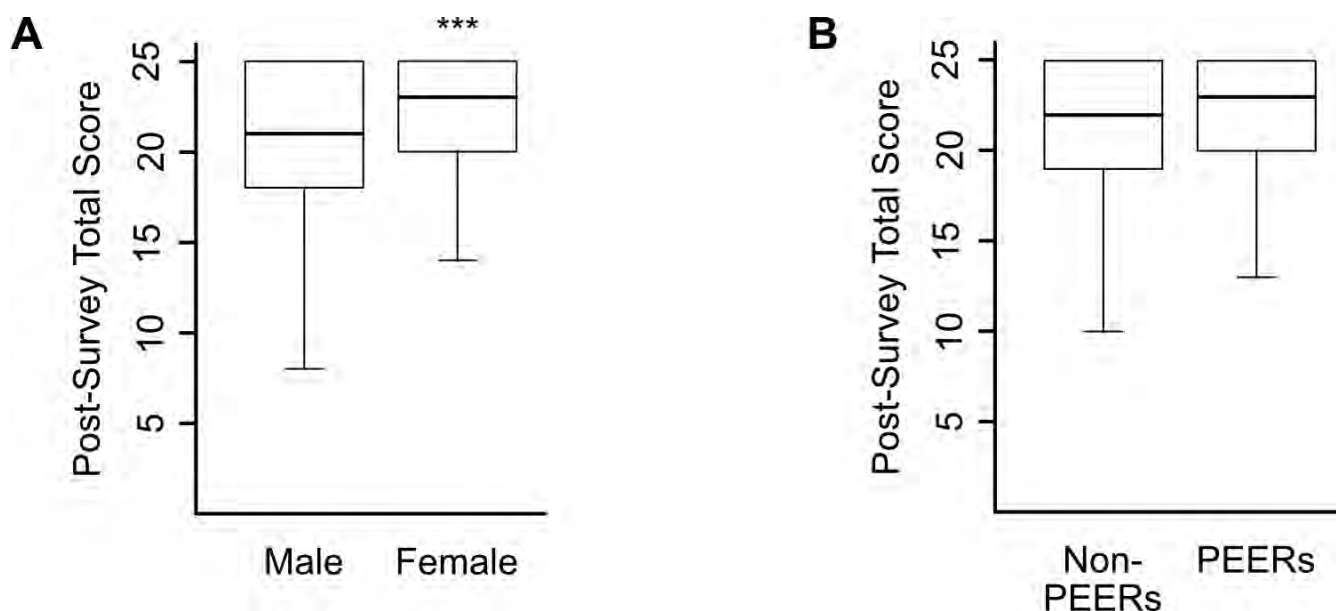 A
***
Post-Survey Total Score
25
20
15
10
5
Male
Female
B
Post-Survey Total Score
25
20
15
10
5
Non-
PEERs
PEERs